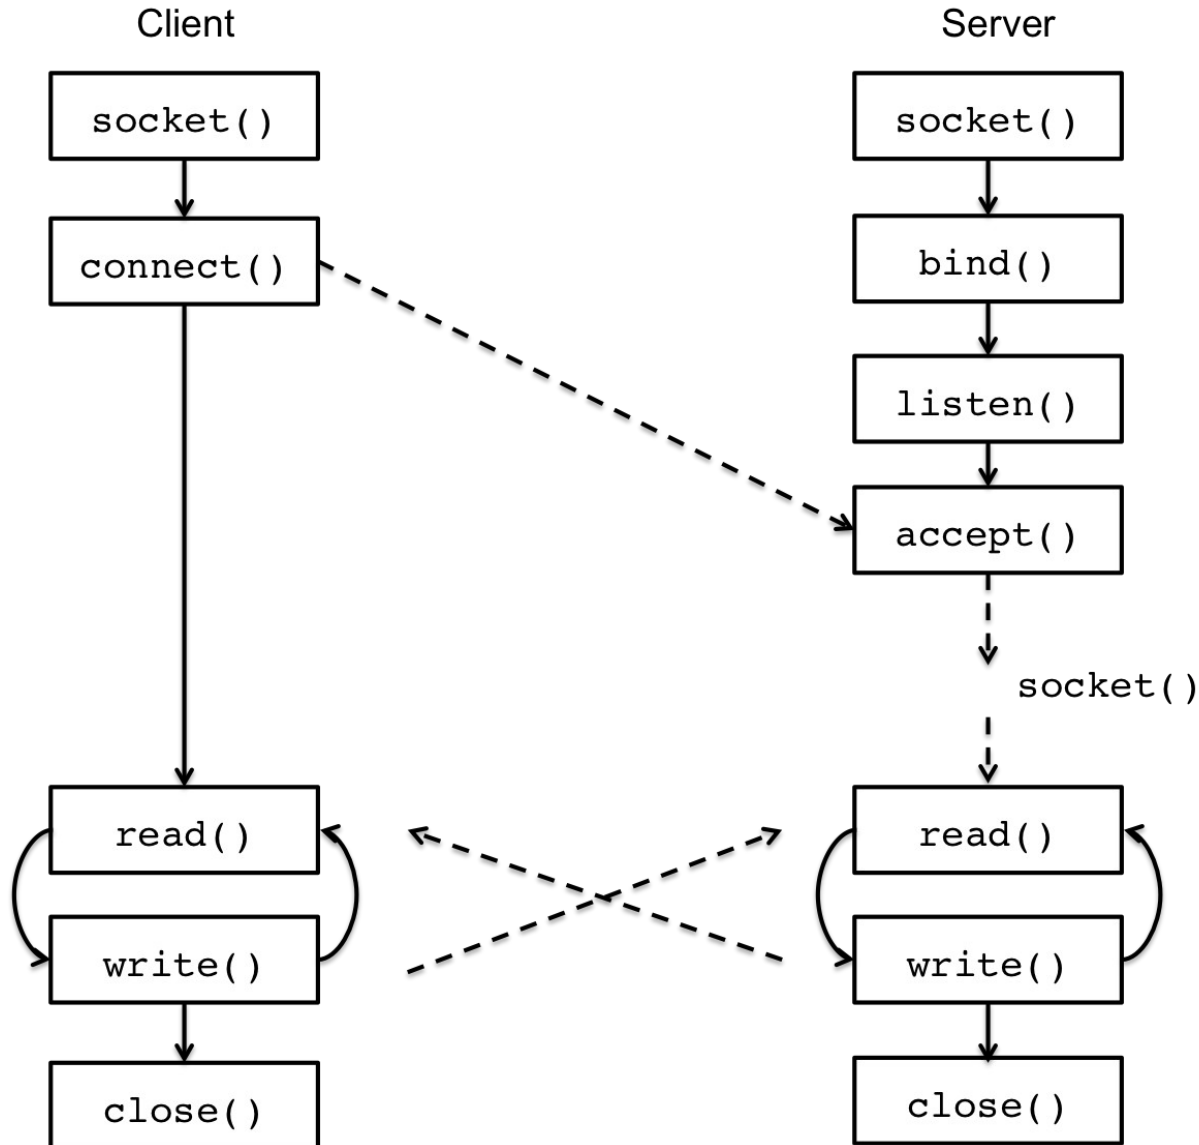 Client
socket()
connect()
read()
write()
close()
Server
socket()
bind()
listen()
accept()
socket()
read()
write()
close()